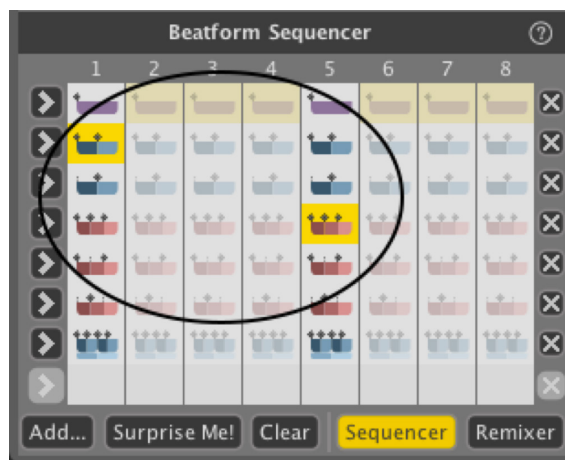 Beatform Sequencer ?
1 2 3 4 5 6 7 8
Add... Surprise Me! Clear Sequencer Remixer